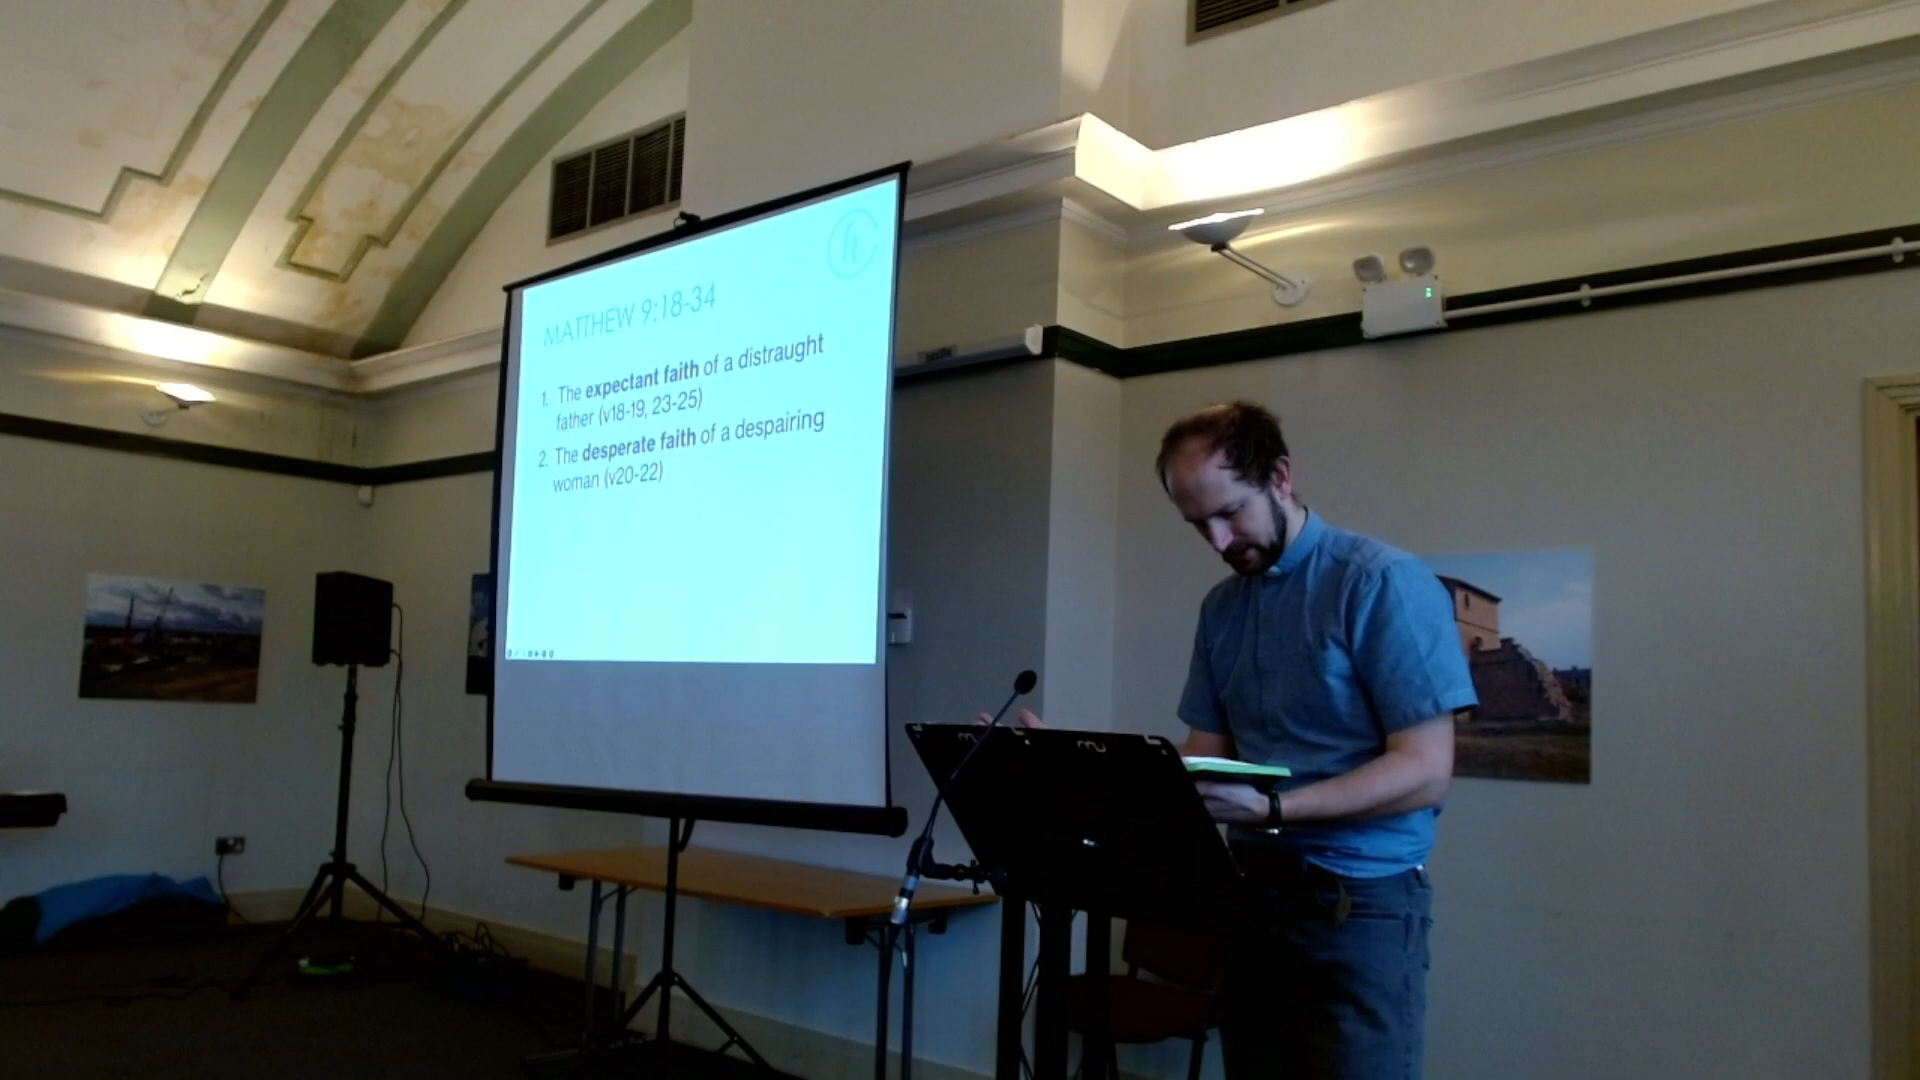 MATTHEW 9:18-34
1. The expectant faith of a distraught
father (v18-19, 23-25)
2. The desperate faith of a despairing
woman (v20-22)